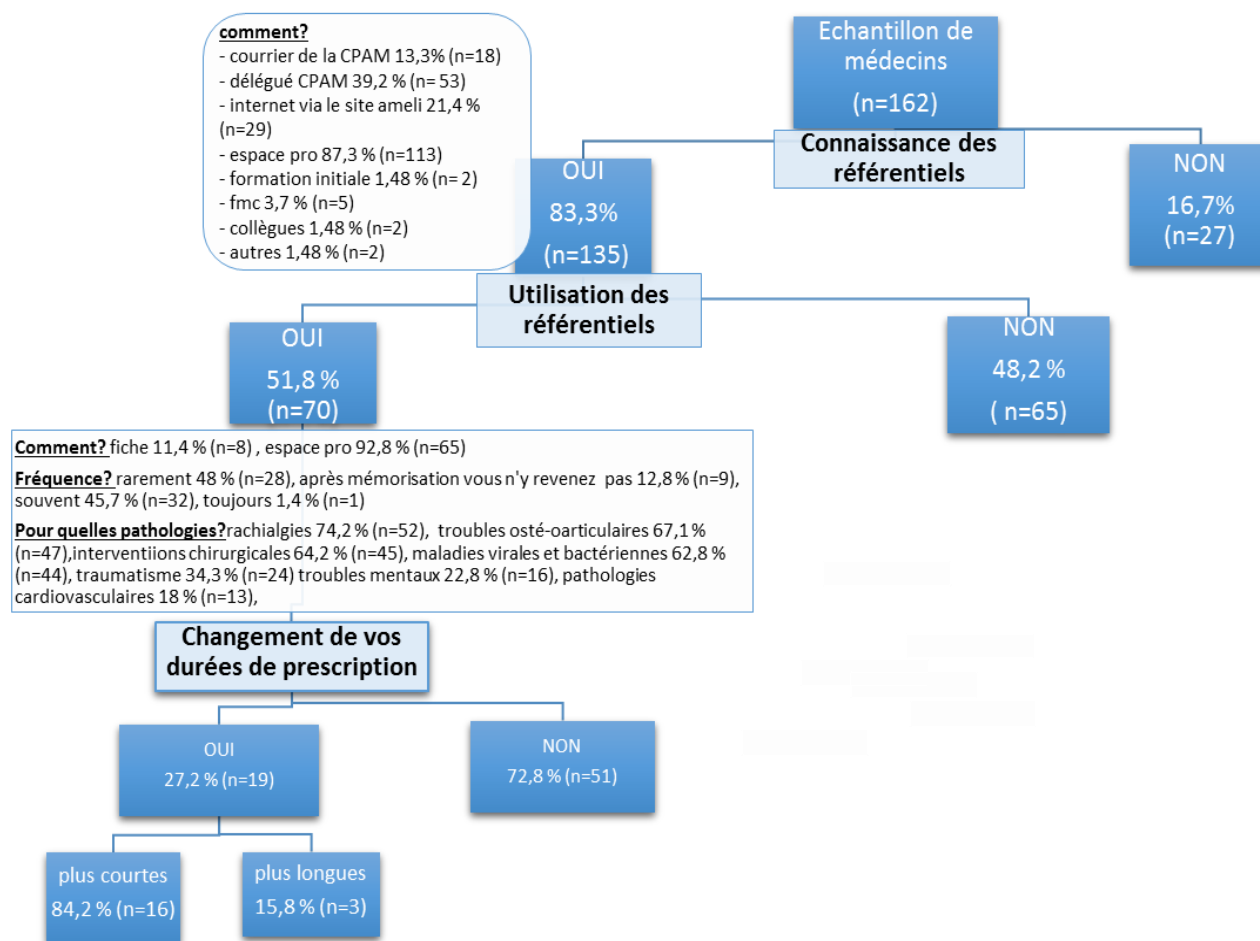 comment?
- courrier de la CPAM 13,3% (n=18)
- délégué CPAM 39,2 % (n= 53)
- internet via le site ameli 21,4 %
(n=29)
- espace pro 87,3 % (n=113)
- formation initiale 1,48 % (n= 2)
- fmc 3,7 % (n=5)
- collègues 1,48 % (n=2)
- autres 1,48 % (n=2)
Echantillon de
médecins
(n=162)
Connaissance des
référentiels
OUI
83,3%
(n=135)
NON
16,7%
(n=27)
Utilisation des
référentiels
OUI
51,8 %
(n=70)
NON
48,2 %
( n=65)
Comment? fiche 11,4 % (n=8) , espace pro 92,8 % (n=65)
Fréquence? rarement 48 % (n=28), après mémorisation vous n'y revenez pas 12,8 % (n=9),
souvent 45,7 % (n=32), toujours 1,4 % (n=1)
Pour quelles pathologies?rachialgies 74,2 % (n=52), troubles osté-oarticulaires 67,1 %
(n=47),interventiions chirurgicales 64,2 % (n=45), maladies virales et bactériennes 62,8 %
(n=44), traumatisme 34,3 % (n=24) troubles mentaux 22,8 % (n=16), pathologies
cardiovasculaires 18 % (n=13),
Changement de vos
durées de prescription
OUI
27,2 % (n=19)
NON
72,8 % (n=51)
plus courtes
84,2 % (n=16)
plus longues
15,8 % (n=3)